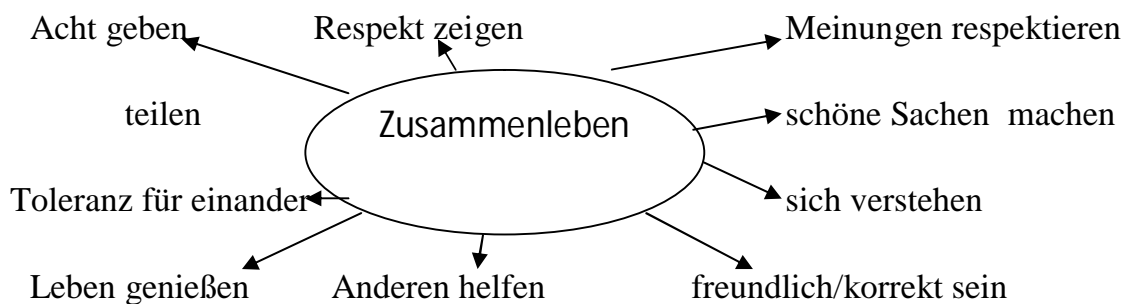 Acht geben Respekt zeigen Meinungen respektieren
Zusammenleben
teilen schöne Sachen machen
Toleranz für einander sich verstehen
Leben genießen Anderen helfen freundlich/korrekt sein